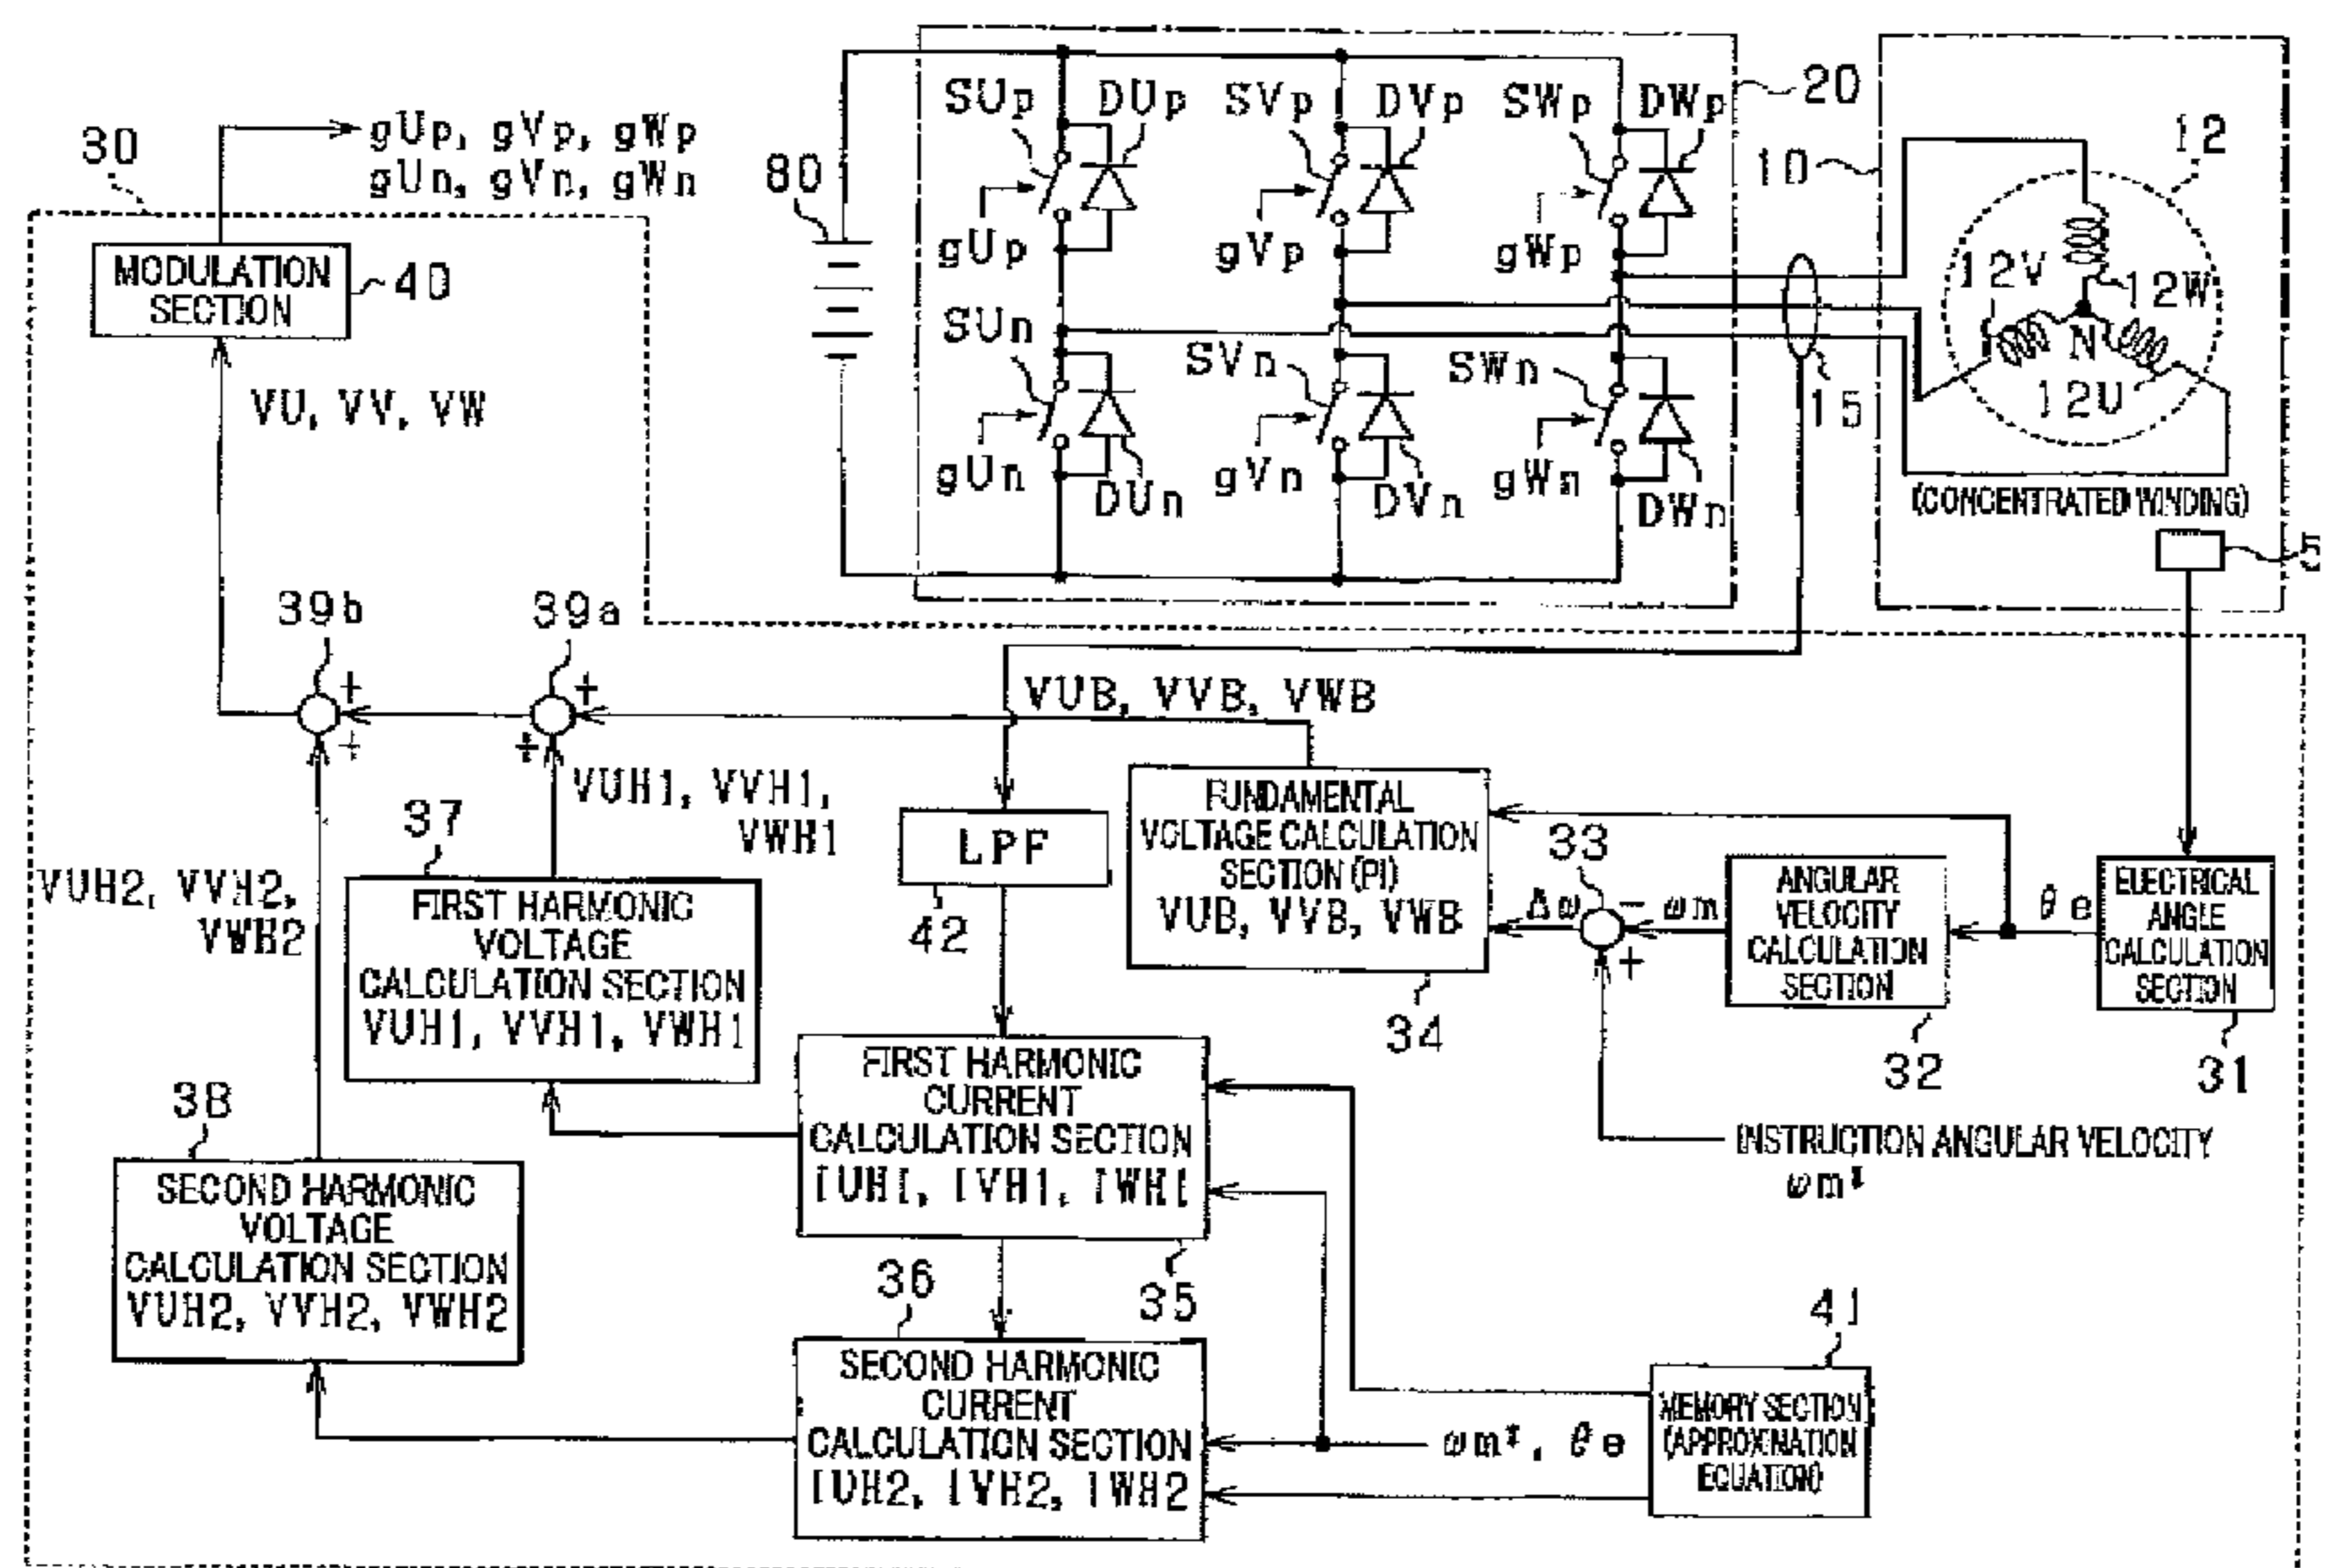 30
gUp, gVp, gWp
gUn, gVn, gWn
MODULATION
SECTION
40
VU, VV, VW
80
20
SUp
DUp
SVp
DVp
SWp
DWp
gUp
gVp
gWp
SUn
SVn
SWn
gUn
gVn
gWn
DUn
DVn
DWn
10
12
12V
12W
N
12U
15
(CONCENTRATED WINDING)
5
39b
39a
+
+
+
+
VUB, VVB, VWB
VUH1, VVH1,
VWH1
VUH2, VVH2,
VWH2
37
FIRST HARMONIC
VOLTAGE
CALCULATION SECTION
VUH1, VVH1, VWH1
LPF
42
FUNDAMENTAL
VOLTAGE CALCULATION
SECTION (PI)
VUB, VVB, VWB
34
33
Δω
−
+
ωm
ANGULAR
VELOCITY
CALCULATION
SECTION
32
θe
ELECTRICAL
ANGLE
CALCULATION
SECTION
31
INSTRUCTION ANGULAR VELOCITY
ωm*
38
SECOND HARMONIC
VOLTAGE
CALCULATION SECTION
VUH2, VVH2, VWH2
FIRST HARMONIC
CURRENT
CALCULATION SECTION
IUH1, IVH1, IWH1
35
36
SECOND HARMONIC
CURRENT
CALCULATION SECTION
IUH2, IVH2, IWH2
ωm*, θe
41
MEMORY SECTION
(APPROXIMATION
EQUATION)